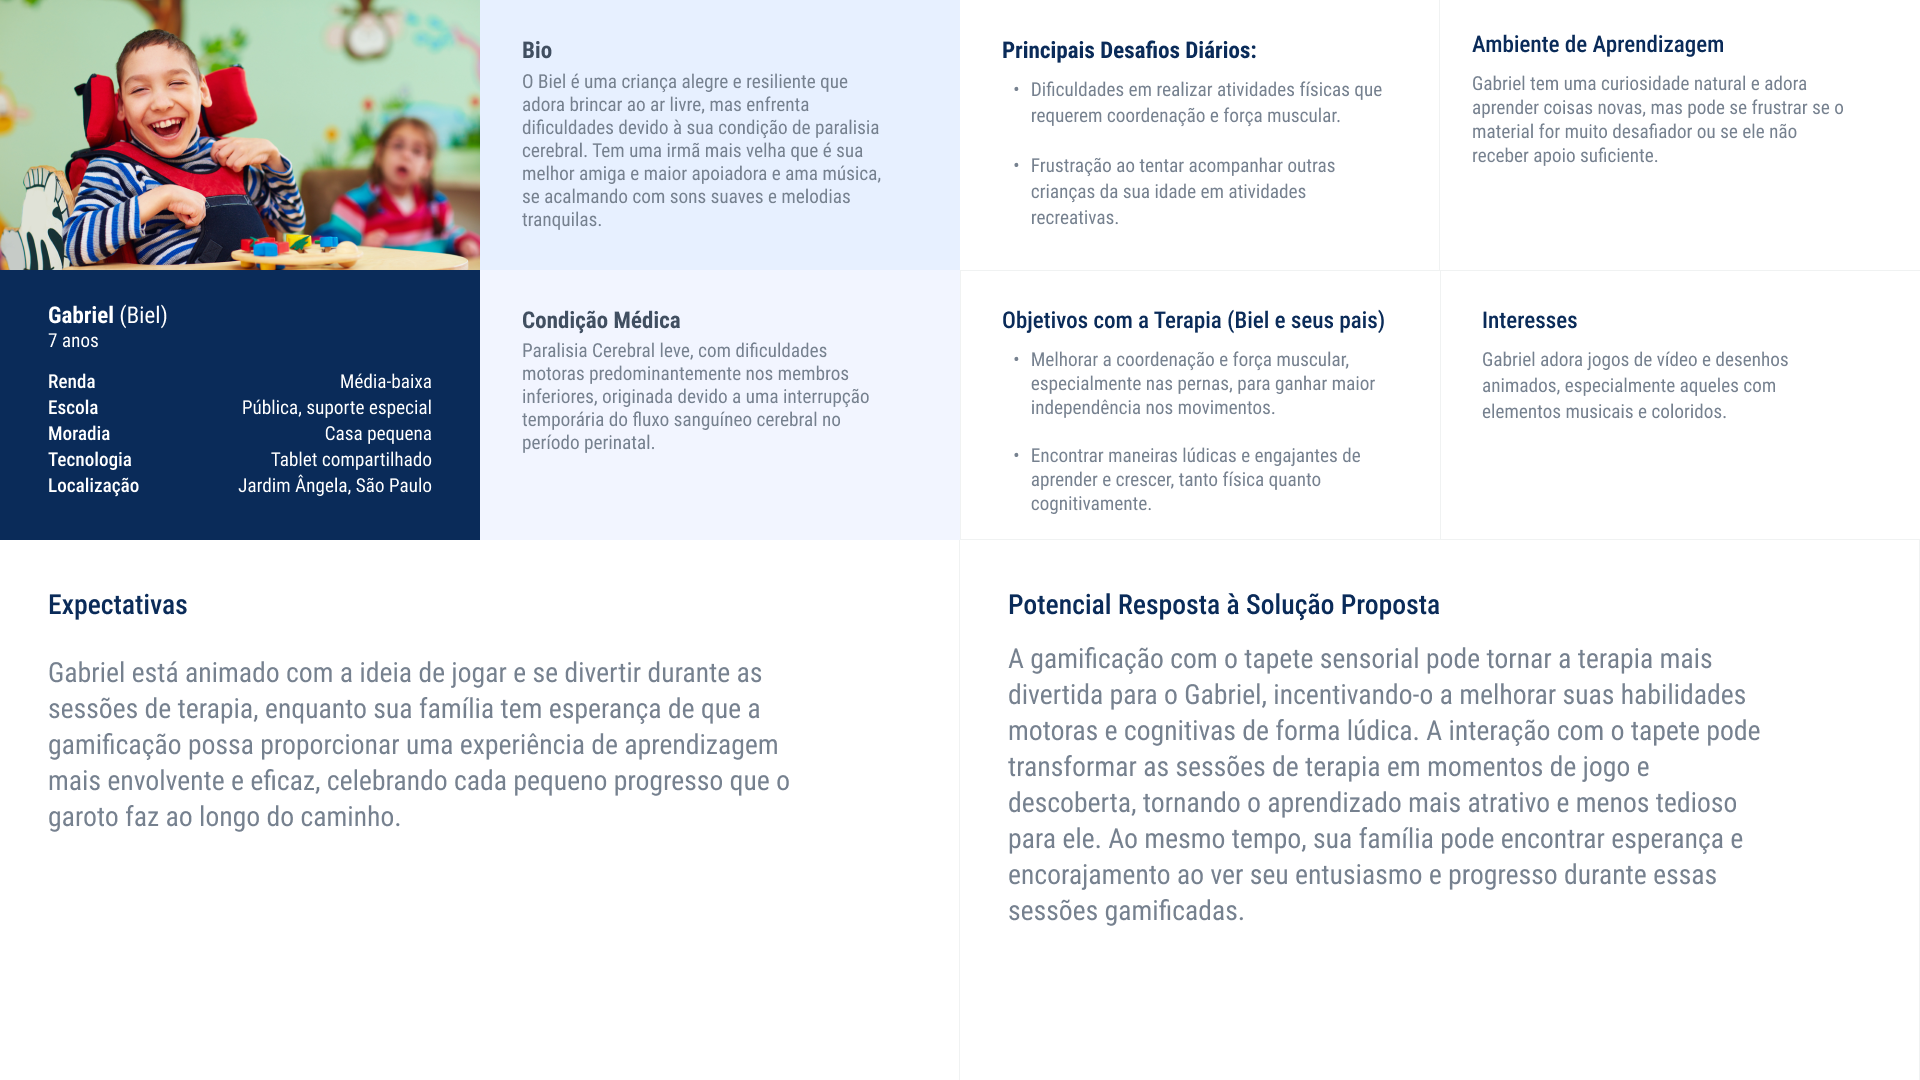 Bio
O Biel é uma criança alegre e resiliente que
adora brincar ao ar livre, mas enfrenta
dificuldades devido à sua condição de paralisia
cerebral. Tem uma irmã mais velha que é sua
melhor amiga e maior apoiadora e ama música,
se acalmando com sons suaves e melodias
tranquilas.
Principais Desafios Diários:
• Dificuldades em realizar atividades físicas que
requerem coordenação e força muscular.
• Frustração ao tentar acompanhar outras
crianças da sua idade em atividades
recreativas.
Ambiente de Aprendizagem
Gabriel tem uma curiosidade natural e adora
aprender coisas novas, mas pode se frustrar se o
material for muito desafiador ou se ele não
receber apoio suficiente.
Gabriel (Biel)
7 anos
Renda Média-baixa
Escola Pública, suporte especial
Moradia Casa pequena
Tecnologia Tablet compartilhado
Localização Jardim Ângela, São Paulo
Condição Médica
Paralisia Cerebral leve, com dificuldades
motoras predominantemente nos membros
inferiores, originada devido a uma interrupção
temporária do fluxo sanguíneo cerebral no
período perinatal.
Objetivos com a Terapia (Biel e seus pais)
• Melhorar a coordenação e força muscular,
especialmente nas pernas, para ganhar maior
independência nos movimentos.
• Encontrar maneiras lúdicas e engajantes de
aprender e crescer, tanto física quanto
cognitivamente.
Interesses
Gabriel adora jogos de vídeo e desenhos
animados, especialmente aqueles com
elementos musicais e coloridos.
Expectativas
Gabriel está animado com a ideia de jogar e se divertir durante as
sessões de terapia, enquanto sua família tem esperança de que a
gamificação possa proporcionar uma experiência de aprendizagem
mais envolvente e eficaz, celebrando cada pequeno progresso que o
garoto faz ao longo do caminho.
Potencial Resposta à Solução Proposta
A gamificação com o tapete sensorial pode tornar a terapia mais
divertida para o Gabriel, incentivando-o a melhorar suas habilidades
motoras e cognitivas de forma lúdica. A interação com o tapete pode
transformar as sessões de terapia em momentos de jogo e
descoberta, tornando o aprendizado mais atrativo e menos tedioso
para ele. Ao mesmo tempo, sua família pode encontrar esperança e
encorajamento ao ver seu entusiasmo e progresso durante essas
sessões gamificadas.